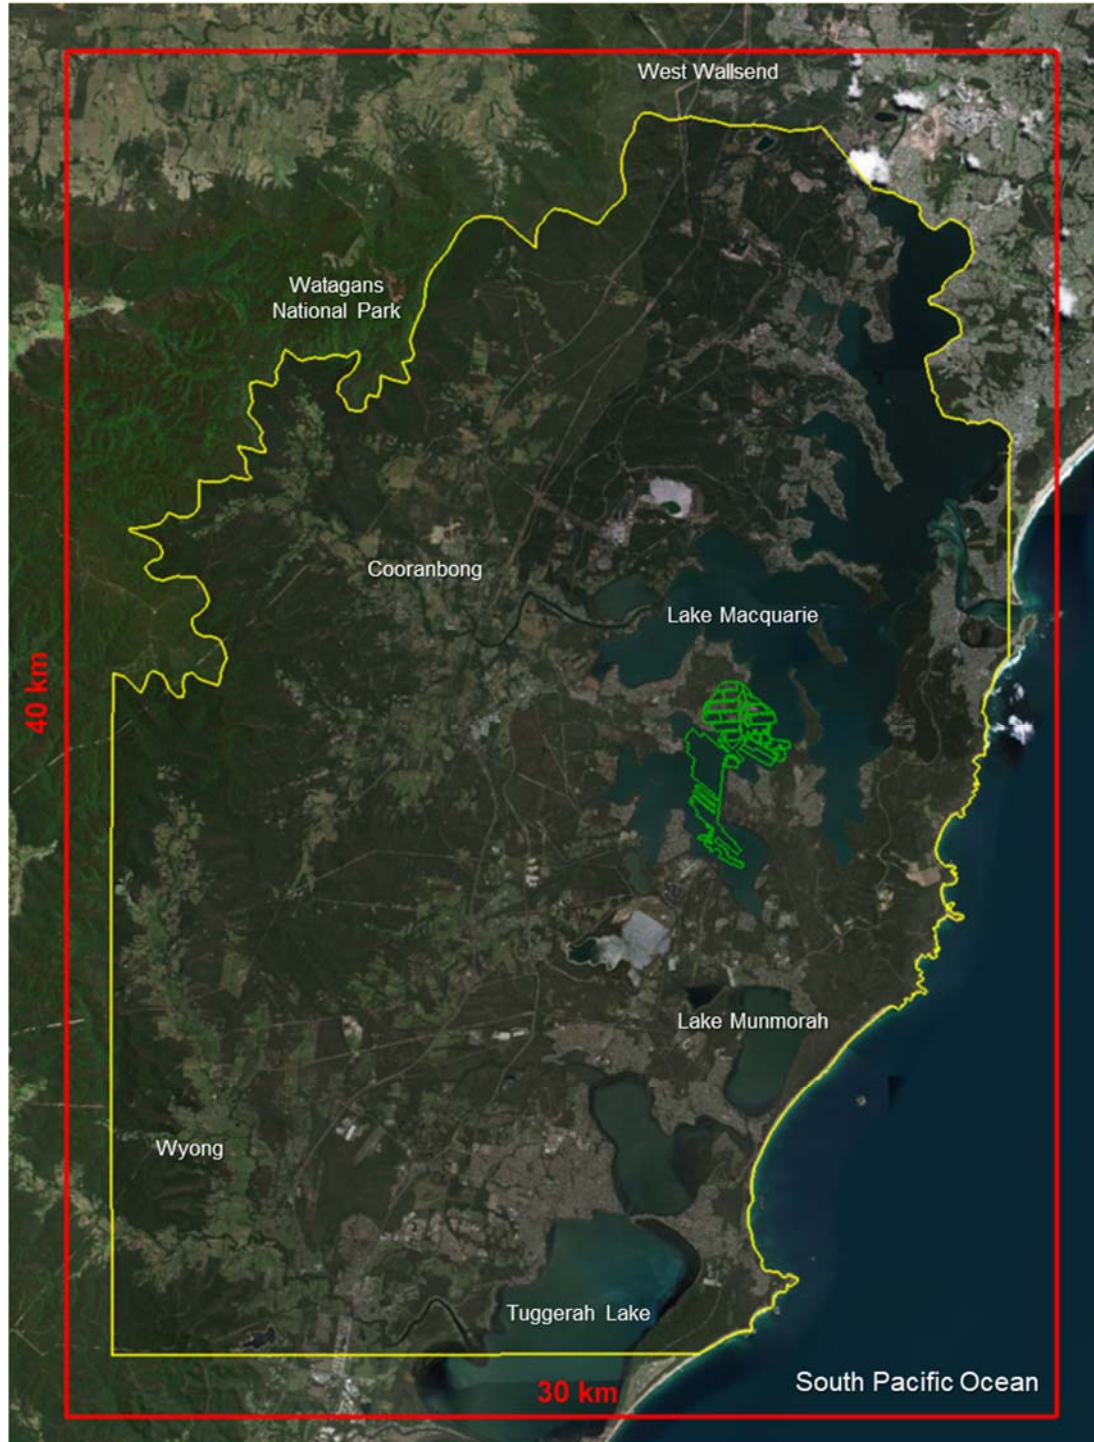 West Wallsend
Watagans
National Park
Cooranbong
Lake Macquarie
40 km
Lake Munmorah
Wyong
Tuggerah Lake
30 km
South Pacific Ocean